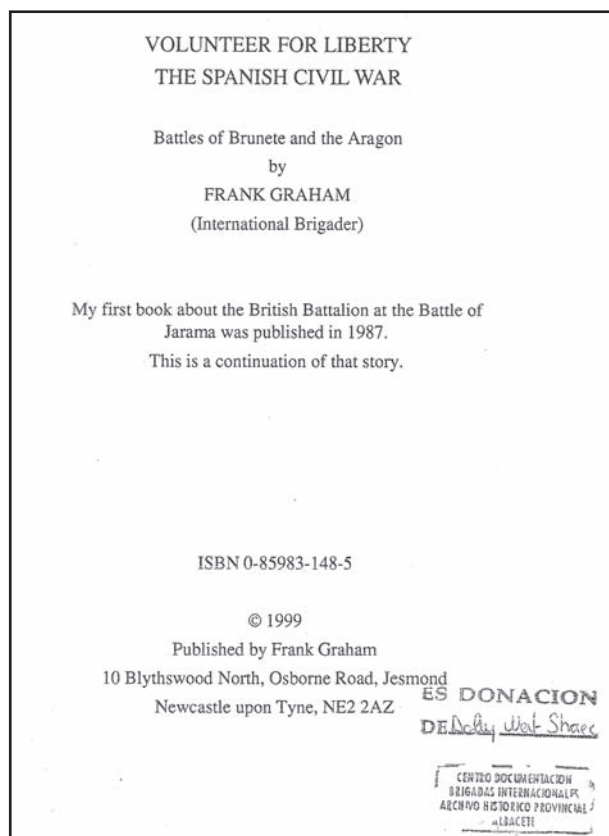 VOLUNTEER FOR LIBERTY
THE SPANISH CIVIL WAR
Battles of Brunete and the Aragon
by
FRANK GRAHAM
(International Brigader)
My first book about the British Battalion at the Battle of
Jarama was published in 1987.
This is a continuation of that story.
ISBN 0-85983-148-5
© 1999
Published by Frank Graham
10 Blythswood North, Osborne Road, Jesmond
Newcastle upon Tyne, NE2 2AZ
ES DONACION
DE
CENTRO DOCUMENTACION
BRIGADAS INTERNACIONALES
ARCHIVO HISTORICO PROVINCIAL
ALBACETE